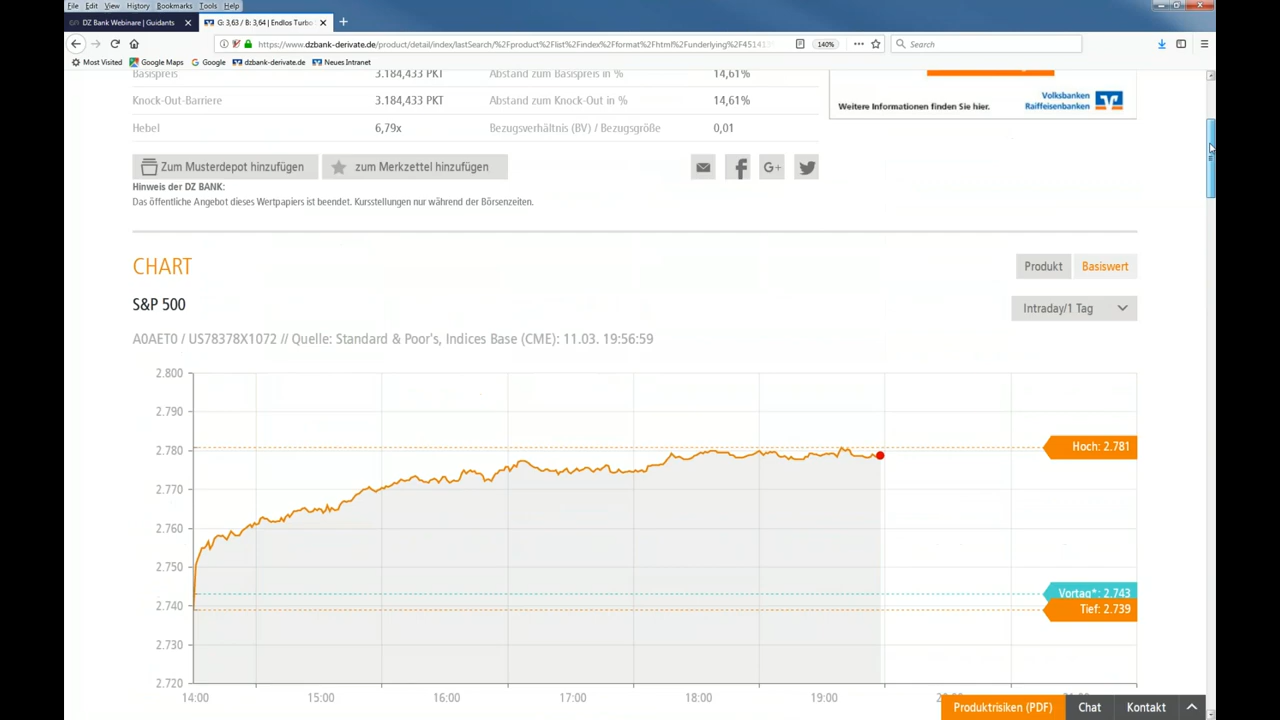 File Edit View History Bookmarks Tools Help
DZ Bank Webinare | Guidants × G: 3,63 / B: 3,64 | Endlos Turbo × +
https://www.dzbank-derivate.de/product/detail/index/lastSearch/%2Fproduct%2Flist%2Findex%2Fformat%2Fhtml%2Funderlying%2F45141 140% Search
Most Visited Google Maps Google dzbank-derivate.de Neues Intranet
Basispreis 3.184,433 PKT Abstand zum Basispreis in % 14,61%
Knock-Out-Barriere 3.184,433 PKT Abstand zum Knock-Out in % 14,61%
Weitere Informationen finden Sie hier. Volksbanken
Raiffeisenbanken
Hebel 6,79x Bezugsverhältnis (BV) / Bezugsgröße 0,01
Zum Musterdepot hinzufügen zum Merkzettel hinzufügen G+
Hinweis der DZ BANK:
Das öffentliche Angebot dieses Wertpapiers ist beendet. Kursstellungen nur während der Börsenzeiten.
CHART Produkt Basiswert
S&P 500 Intraday/1 Tag
A0AET0 / US78378X1072 // Quelle: Standard & Poor's, Indices Base (CME): 11.03. 19:56:59
2.800
2.790
2.780 Hoch: 2.781
2.770
2.760
2.750
Vortag*: 2.743
2.740 Tief: 2.739
2.730
2.720
14:00 15:00 16:00 17:00 18:00 19:00
Produktrisiken (PDF) Chat Kontakt